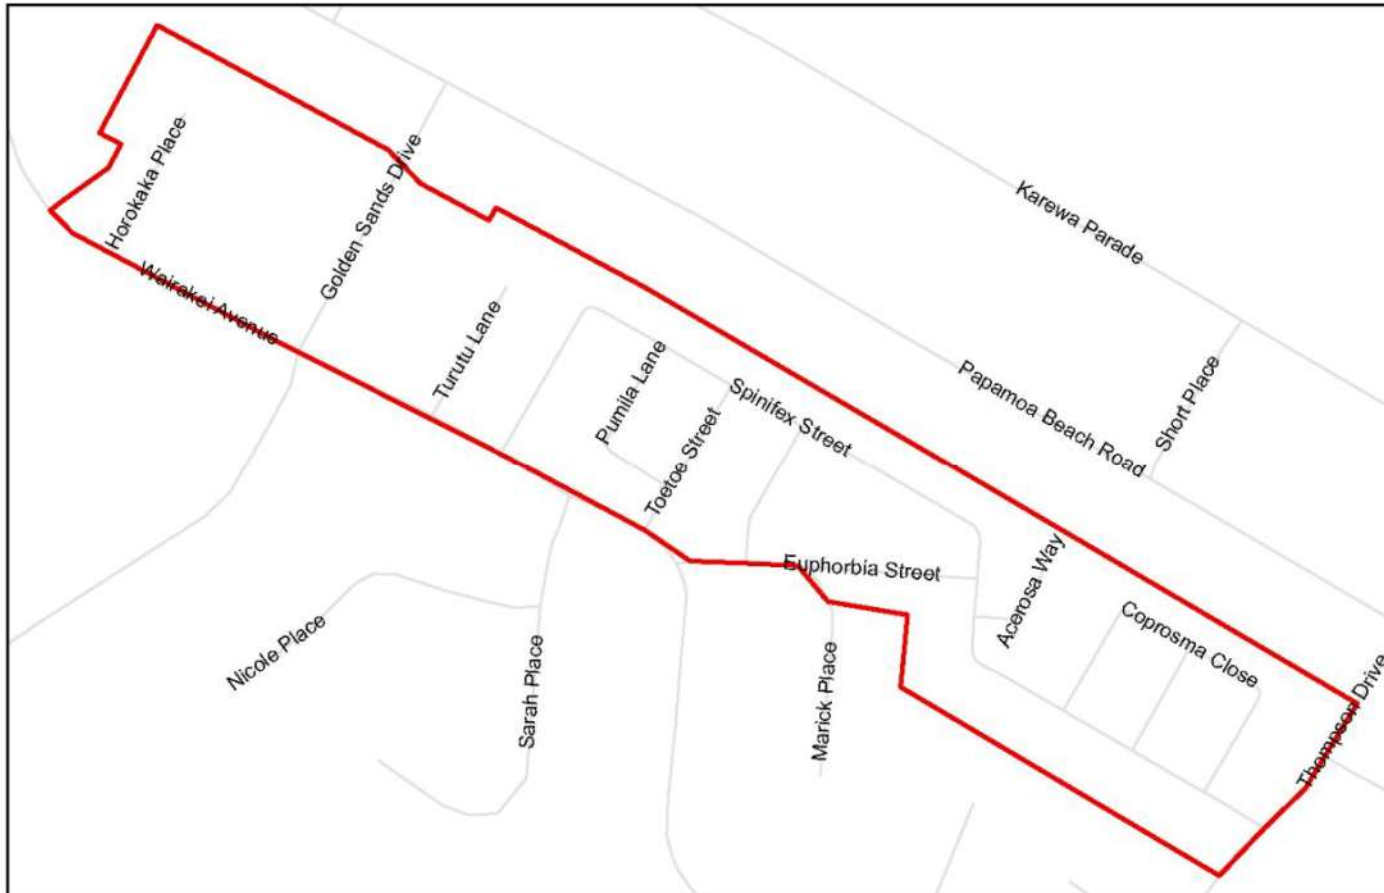 Horokaka Place
Golden Sands Drive
Karewa Parade
Wairakei Avenue
Turutu Lane
Pumila Lane
Spinifex Street
Papamoa Beach Road
Short Place
Toetoe Street
Euphorbia Street
Acerosa Way
Coprosma Close
Nicole Place
Sarah Place
Marick Place
Thompson Drive